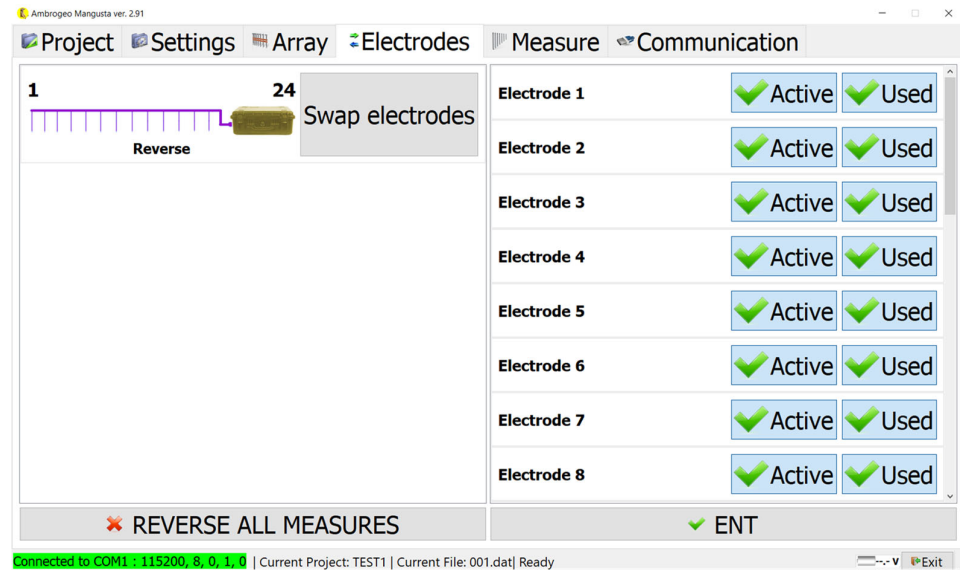 Ambrogeo Mangusta ver. 2.91
Project Settings Array Electrodes Measure Communication
1 24
Reverse
Swap electrodes
Electrode 1 Active Used
Electrode 2 Active Used
Electrode 3 Active Used
Electrode 4 Active Used
Electrode 5 Active Used
Electrode 6 Active Used
Electrode 7 Active Used
Electrode 8 Active Used
REVERSE ALL MEASURES ENT
Connected to COM1 : 115200, 8, 0, 1, 0 | Current Project: TEST1 | Current File: 001.dat| Ready --.- v Exit